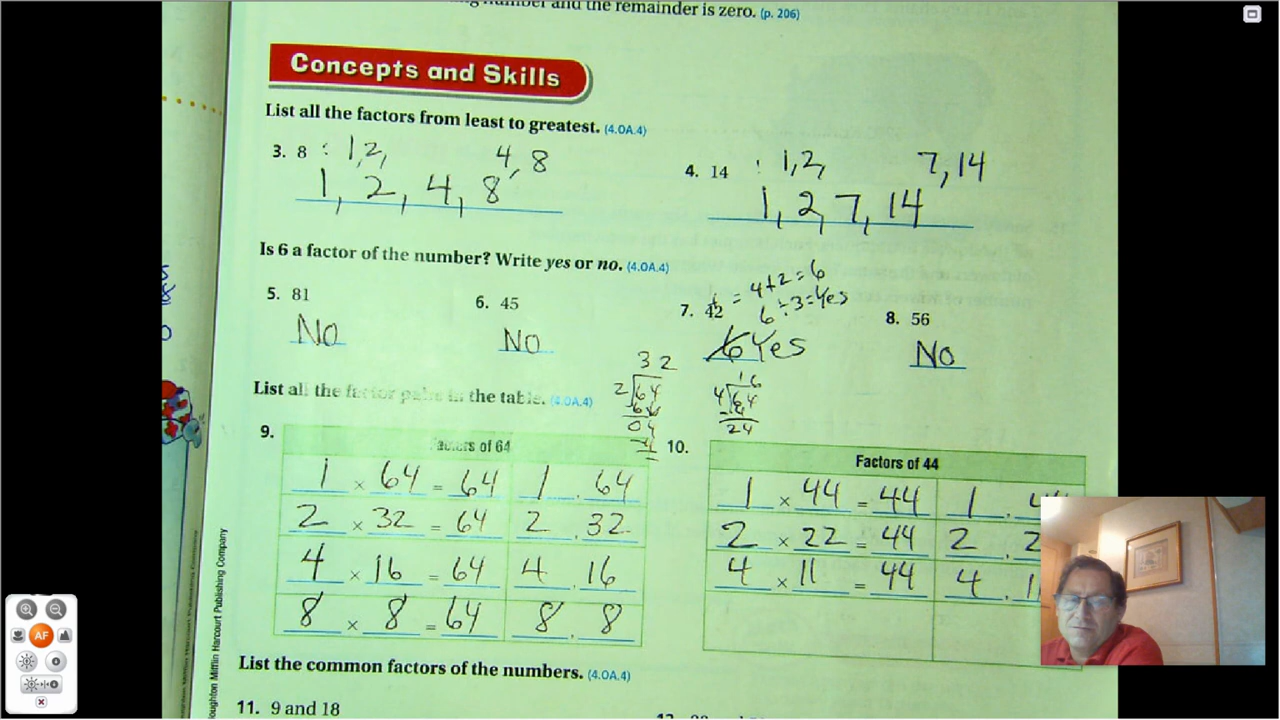 number and the remainder is zero. (p. 206)
Concepts and Skills
List all the factors from least to greatest. (4.OA.4)
3. 8 : 1,2, 4,8
1, 2, 4, 8
4. 14 : 1,2, 7,14
1, 2, 7, 14
Is 6 a factor of the number? Write yes or no. (4.OA.4)
5. 81
No
6. 45
No
7. 42 = 4+2=6
6÷3=Yes
Yes
8. 56
No
List all the factor pairs in the table. (4.OA.4)
32
2 64
04
16
4 64
24
9.
Factors of 64
1 × 64 = 64 1, 64
2 × 32 = 64 2, 32
4 × 16 = 64 4, 16
8 × 8 = 64 8, 8
10.
Factors of 44
1 × 44 = 44 1,
2 × 22 = 44 2,
4 × 11 = 44 4,
List the common factors of the numbers. (4.OA.4)
11. 9 and 18
Mifflin Harcourt Publishing Company
AF